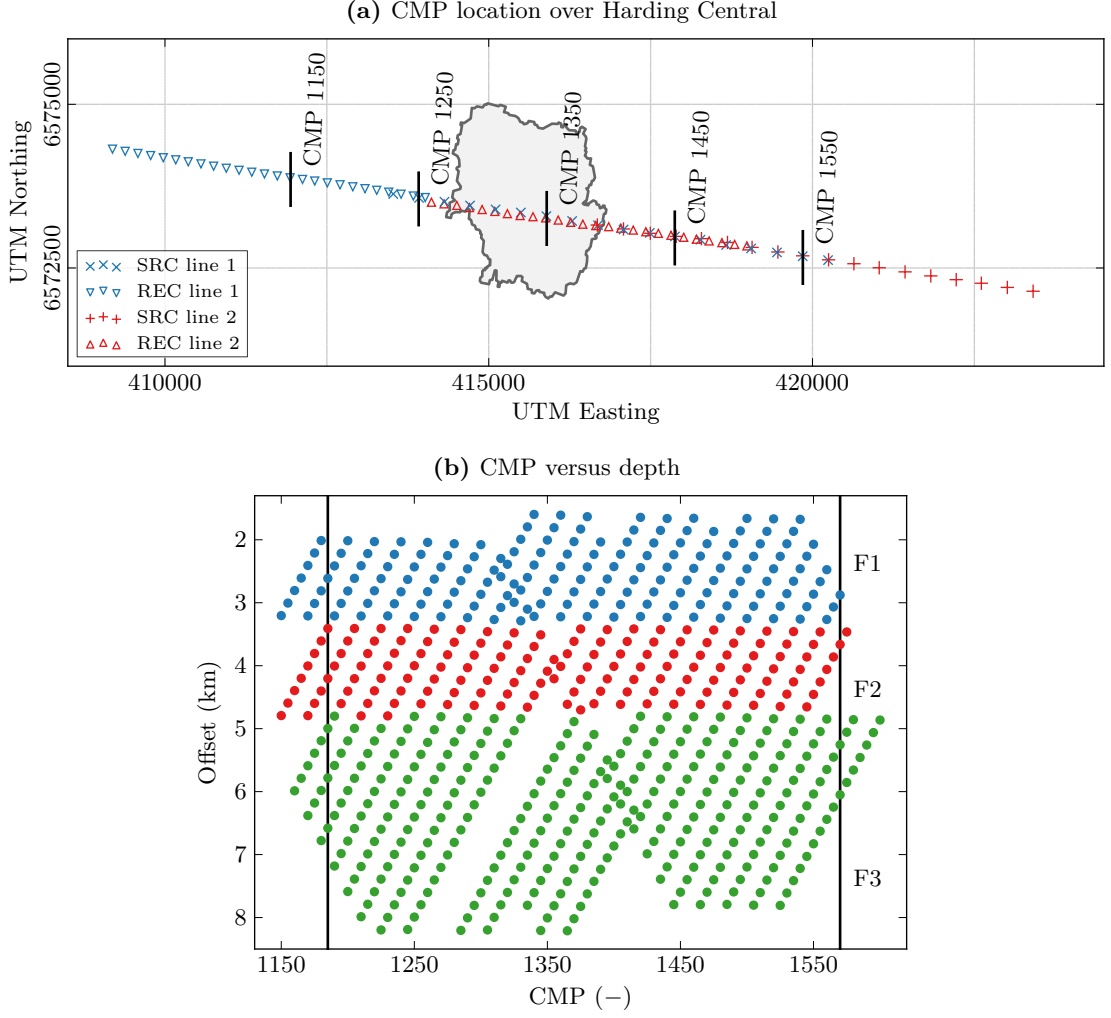 (a) CMP location over Harding Central
UTM Northing
6575000
6572500
CMP 1150
CMP 1250
CMP 1350
CMP 1450
CMP 1550
SRC line 1
REC line 1
SRC line 2
REC line 2
410000 415000 420000
UTM Easting
(b) CMP versus depth
Offset (km)
2
3
4
5
6
7
8
F1
F2
F3
1150 1250 1350 1450 1550
CMP (−)